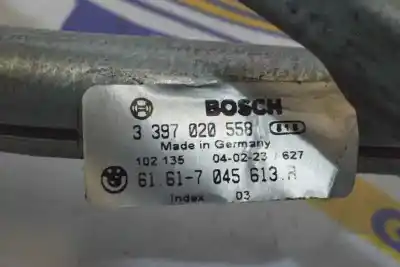 BOSCH
3 397 020 558
Made in Germany
102 135 04-02-23 / 627
61.61-7 045 613.A
Index 03